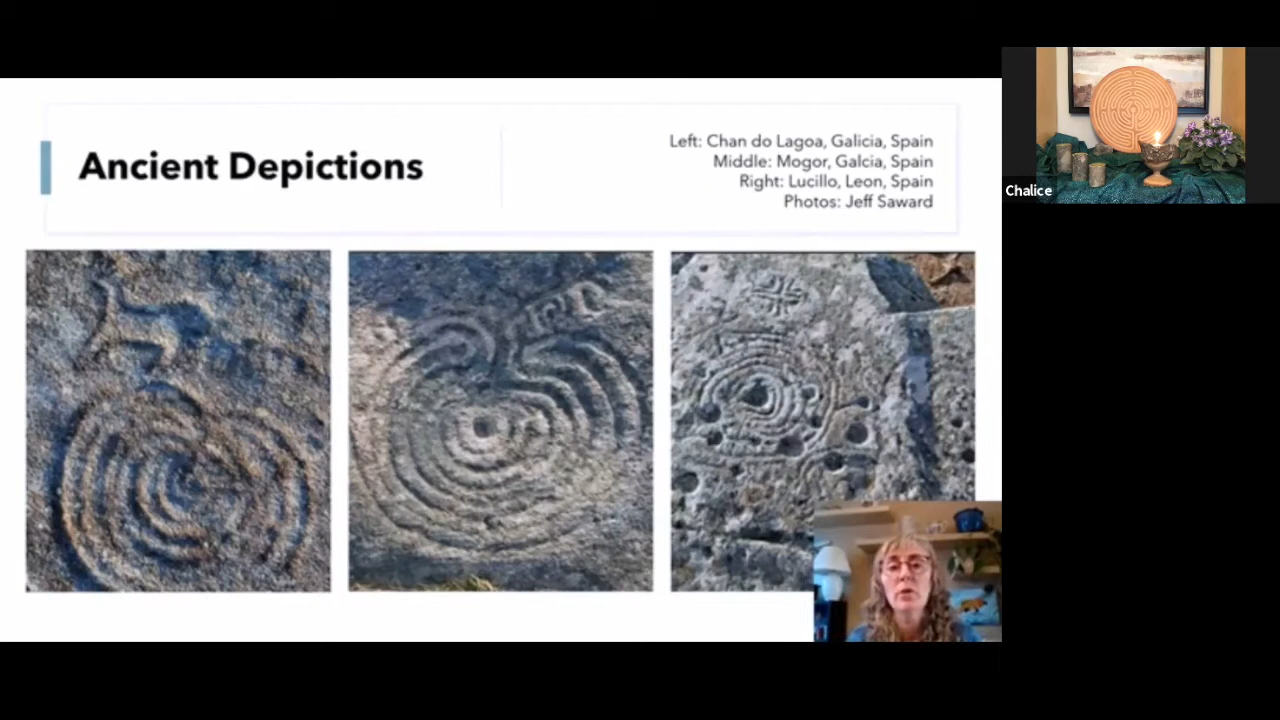 Ancient Depictions
Left: Chan do Lagoa, Galicia, Spain
Middle: Mogor, Galcia, Spain
Right: Lucillo, Leon, Spain
Photos: Jeff Saward
Chalice